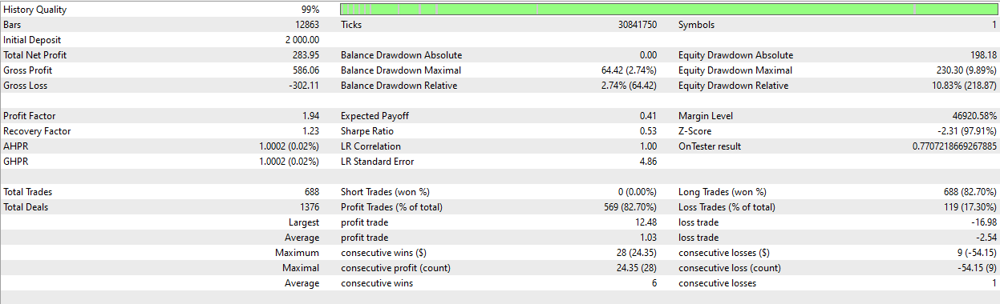 History Quality 99%
Bars 12863 Ticks 30841750 Symbols 1
Initial Deposit 2 000.00
Total Net Profit 283.95 Balance Drawdown Absolute 0.00 Equity Drawdown Absolute 198.18
Gross Profit 586.06 Balance Drawdown Maximal 64.42 (2.74%) Equity Drawdown Maximal 230.30 (9.89%)
Gross Loss -302.11 Balance Drawdown Relative 2.74% (64.42) Equity Drawdown Relative 10.83% (218.87)
Profit Factor 1.94 Expected Payoff 0.41 Margin Level 46920.58%
Recovery Factor 1.23 Sharpe Ratio 0.53 Z-Score -2.31 (97.91%)
AHPR 1.0002 (0.02%) LR Correlation 1.00 OnTester result 0.7707218669267885
GHPR 1.0002 (0.02%) LR Standard Error 4.86
Total Trades 688 Short Trades (won %) 0 (0.00%) Long Trades (won %) 688 (82.70%)
Total Deals 1376 Profit Trades (% of total) 569 (82.70%) Loss Trades (% of total) 119 (17.30%)
Largest profit trade 12.48 loss trade -16.98
Average profit trade 1.03 loss trade -2.54
Maximum consecutive wins ($) 28 (24.35) consecutive losses ($) 9 (-54.15)
Maximal consecutive profit (count) 24.35 (28) consecutive loss (count) -54.15 (9)
Average consecutive wins 6 consecutive losses 1